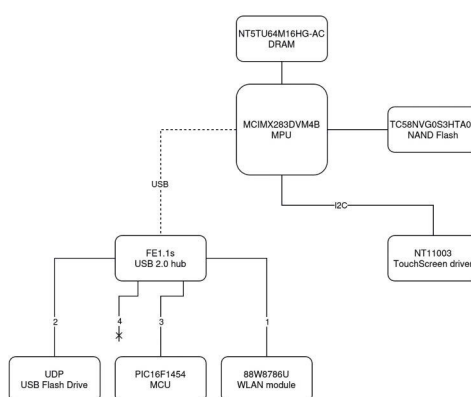 NT5TU64M16HG-AC
DRAM
MCIMX283DVM4B
MPU
TC58NVG0S3HTA0
NAND Flash
USB
I2C
FE1.1s
USB 2.0 hub
NT11003
TouchScreen driver
2
4
3
1
UDP
USB Flash Drive
PIC16F1454
MCU
88W8786U
WLAN module